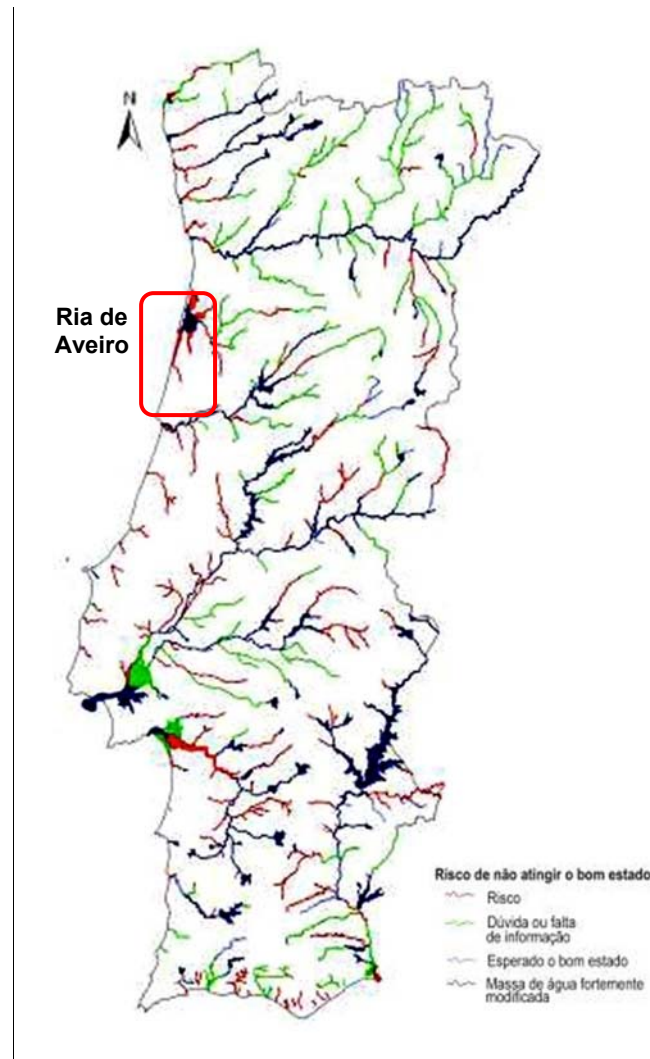 N
Ria de
Aveiro
Risco de não atingir o bom estado
Risco
Dúvida ou falta
de informação
Esperado o bom estado
Massa de água fortemente
modificada